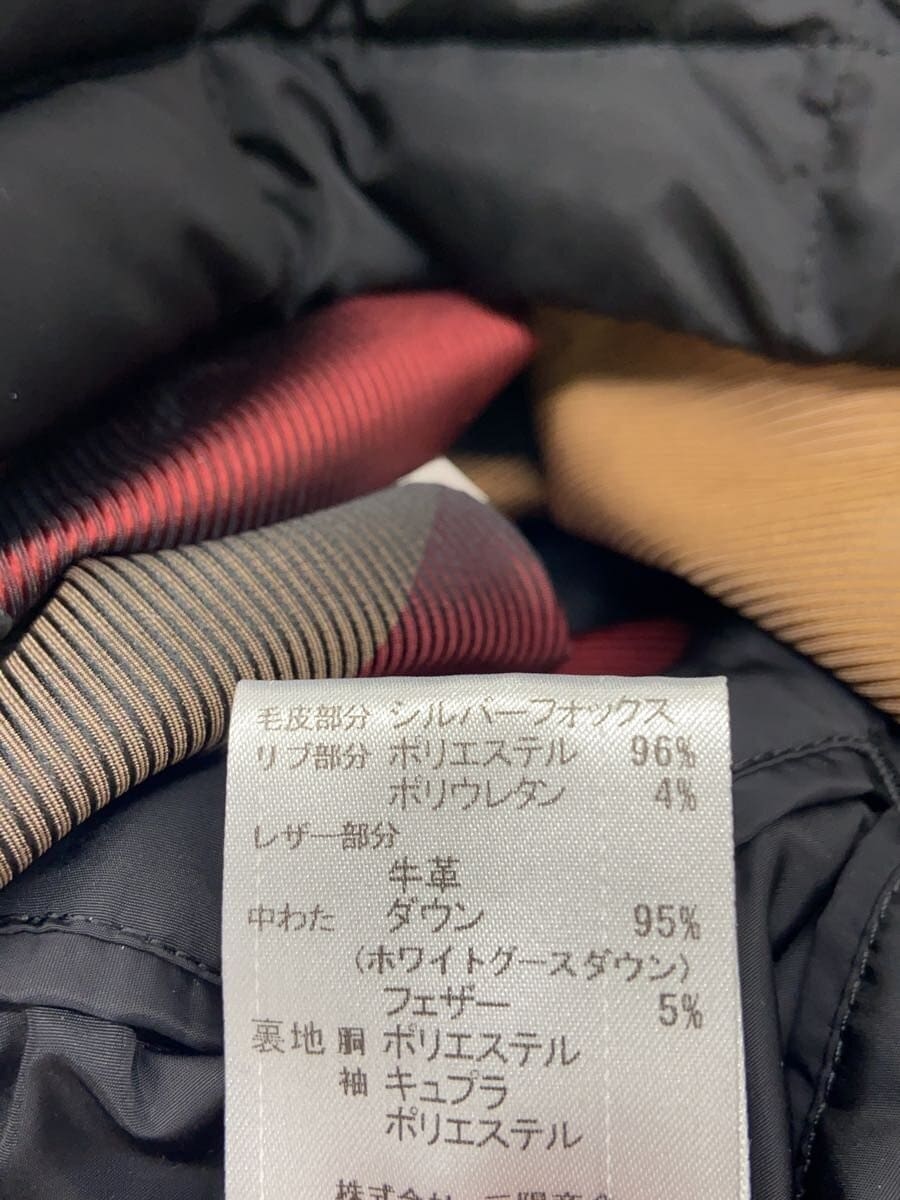 毛皮部分 シルバーフォックス
リブ部分 ポリエステル 96%
ポリウレタン 4%
レザー部分
牛革
中わた ダウン 95%
(ホワイトグースダウン)
フェザー 5%
裏地 胴 ポリエステル
袖 キュプラ
ポリエステル
株式会社